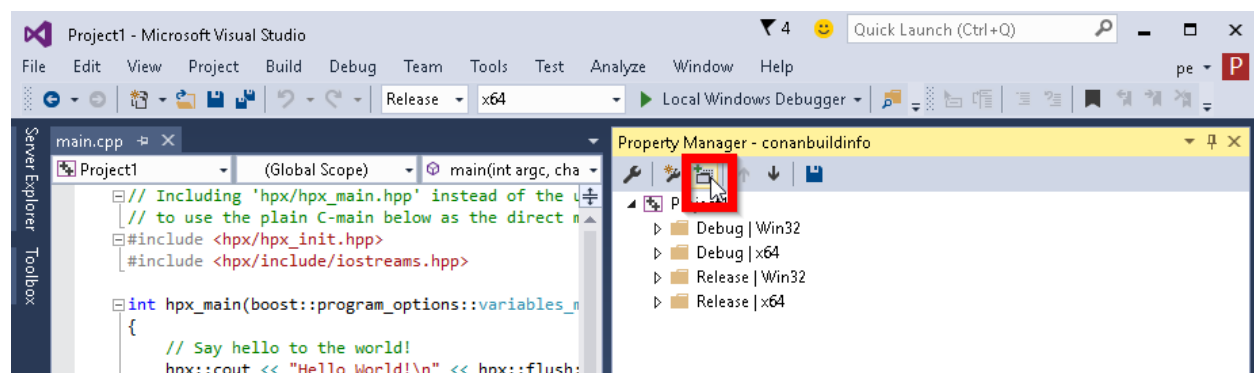 Project1 - Microsoft Visual Studio
4
Quick Launch (Ctrl+Q)
File Edit View Project Build Debug Team Tools Test Analyze Window Help
pe P
Release x64 Local Windows Debugger
Server Explorer
Toolbox
main.cpp
Project1 (Global Scope) main(int argc, cha
// Including 'hpx/hpx_main.hpp' instead of the u
// to use the plain C-main below as the direct m
#include <hpx/hpx_init.hpp>
#include <hpx/include/iostreams.hpp>
int hpx_main(boost::program_options::variables_m
{
// Say hello to the world!
hpx::cout << "Hello World!\n" << hpx::flush;
Property Manager - conanbuildinfo
Debug | Win32
Debug | x64
Release | Win32
Release | x64